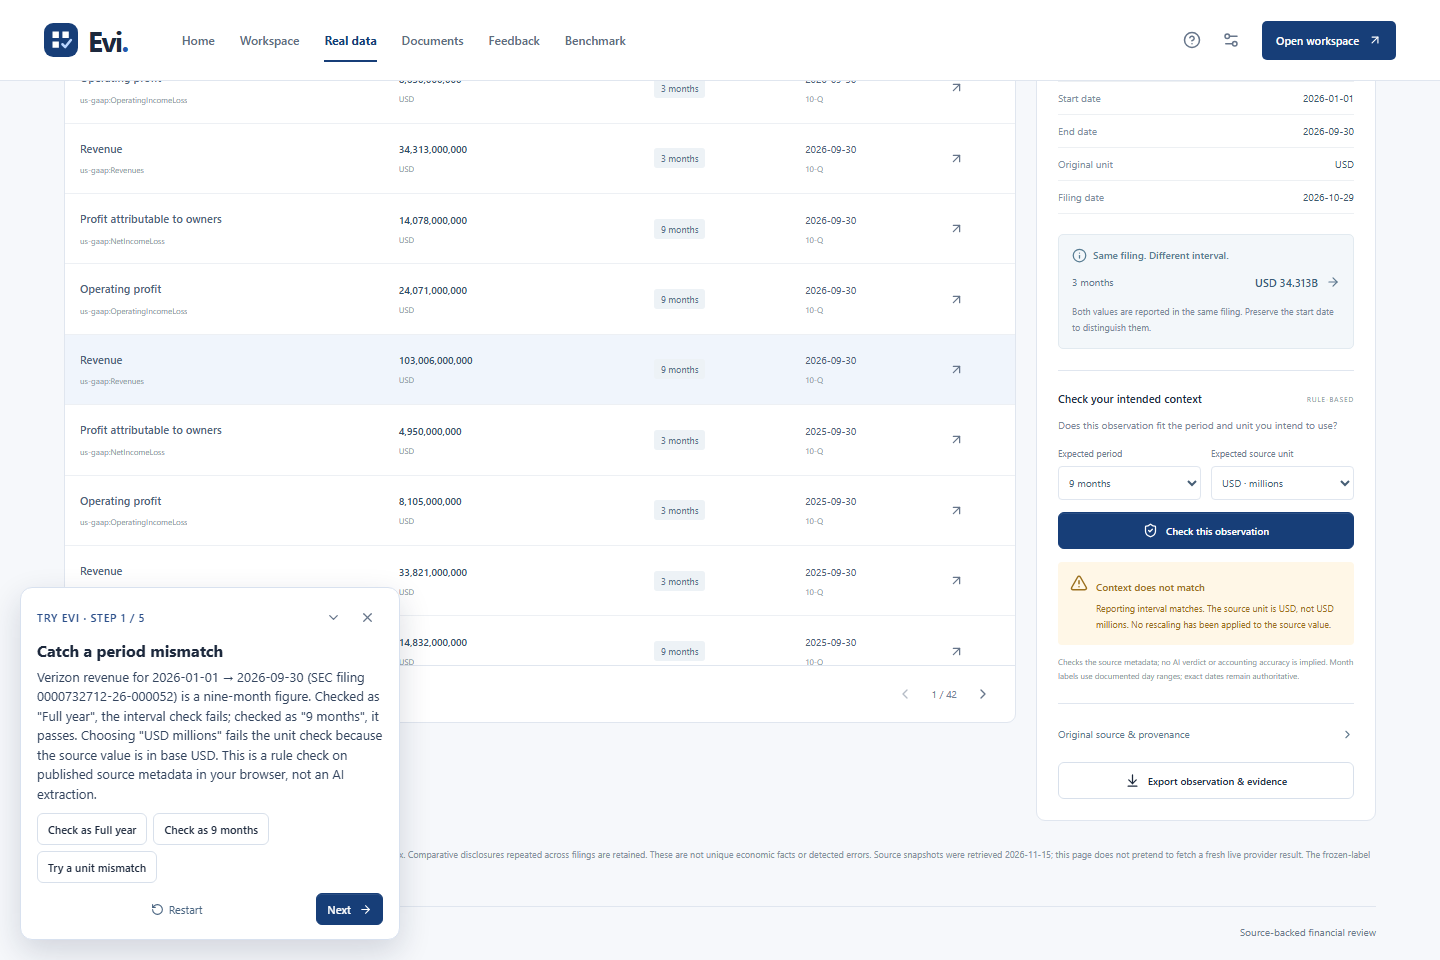 Evi.
Home
Workspace
Real data
Documents
Feedback
Benchmark
Open workspace
us-gaap:OperatingIncomeLoss
USD
3 months
10-Q
Revenue
us-gaap:Revenues
34,313,000,000
USD
3 months
2026-09-30
10-Q
Profit attributable to owners
us-gaap:NetIncomeLoss
14,078,000,000
USD
9 months
2026-09-30
10-Q
Operating profit
us-gaap:OperatingIncomeLoss
24,071,000,000
USD
9 months
2026-09-30
10-Q
Revenue
us-gaap:Revenues
103,006,000,000
USD
9 months
2026-09-30
10-Q
Profit attributable to owners
us-gaap:NetIncomeLoss
4,950,000,000
USD
3 months
2025-09-30
10-Q
Operating profit
us-gaap:OperatingIncomeLoss
8,105,000,000
USD
3 months
2025-09-30
10-Q
Revenue
33,821,000,000
USD
3 months
2025-09-30
10-Q
14,832,000,000
USD
9 months
2025-09-30
10-Q
1 / 42
Start date 2026-01-01
End date 2026-09-30
Original unit USD
Filing date 2026-10-29
Same filing. Different interval.
3 months USD 34.313B
Both values are reported in the same filing. Preserve the start date
to distinguish them.
Check your intended context RULE-BASED
Does this observation fit the period and unit you intend to use?
Expected period Expected source unit
9 months USD · millions
Check this observation
Context does not match
Reporting interval matches. The source unit is USD, not USD
millions. No rescaling has been applied to the source value.
Checks the source metadata; no AI verdict or accounting accuracy is implied. Month
labels use documented day ranges; exact dates remain authoritative.
Original source & provenance
Export observation & evidence
TRY EVI · STEP 1 / 5
Catch a period mismatch
Verizon revenue for 2026-01-01 → 2026-09-30 (SEC filing
0000732712-26-000052) is a nine-month figure. Checked as
"Full year", the interval check fails; checked as "9 months", it
passes. Choosing "USD millions" fails the unit check because
the source value is in base USD. This is a rule check on
published source metadata in your browser, not an AI
extraction.
Check as Full year
Check as 9 months
Try a unit mismatch
Restart
Next
x. Comparative disclosures repeated across filings are retained. These are not unique economic facts or detected errors. Source snapshots were retrieved 2026-11-15; this page does not pretend to fetch a fresh live provider result. The frozen-label
Source-backed financial review